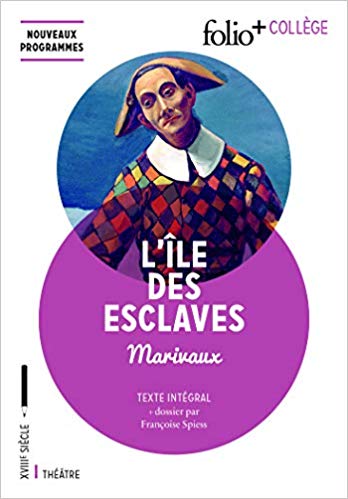 NOUVEAUX
PROGRAMMES
folio+ COLLÈGE
L'ÎLE
DES
ESCLAVES
Marivaux
TEXTE INTÉGRAL
+ dossier par
Françoise Spiess
XVIIIE SIÈCLE
THÉÂTRE